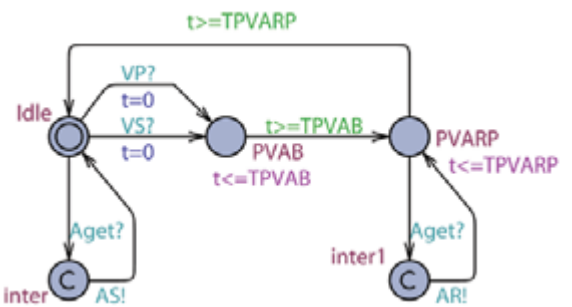 t>=TPVARP
VP?
t=0
Idle
VS?
t>=TPVAB
PVARP
t=0
PVAB
t<=TPVAB
t<=TPVARP
Aget?
Aget?
inter1
inter
AS!
AR!
C
C